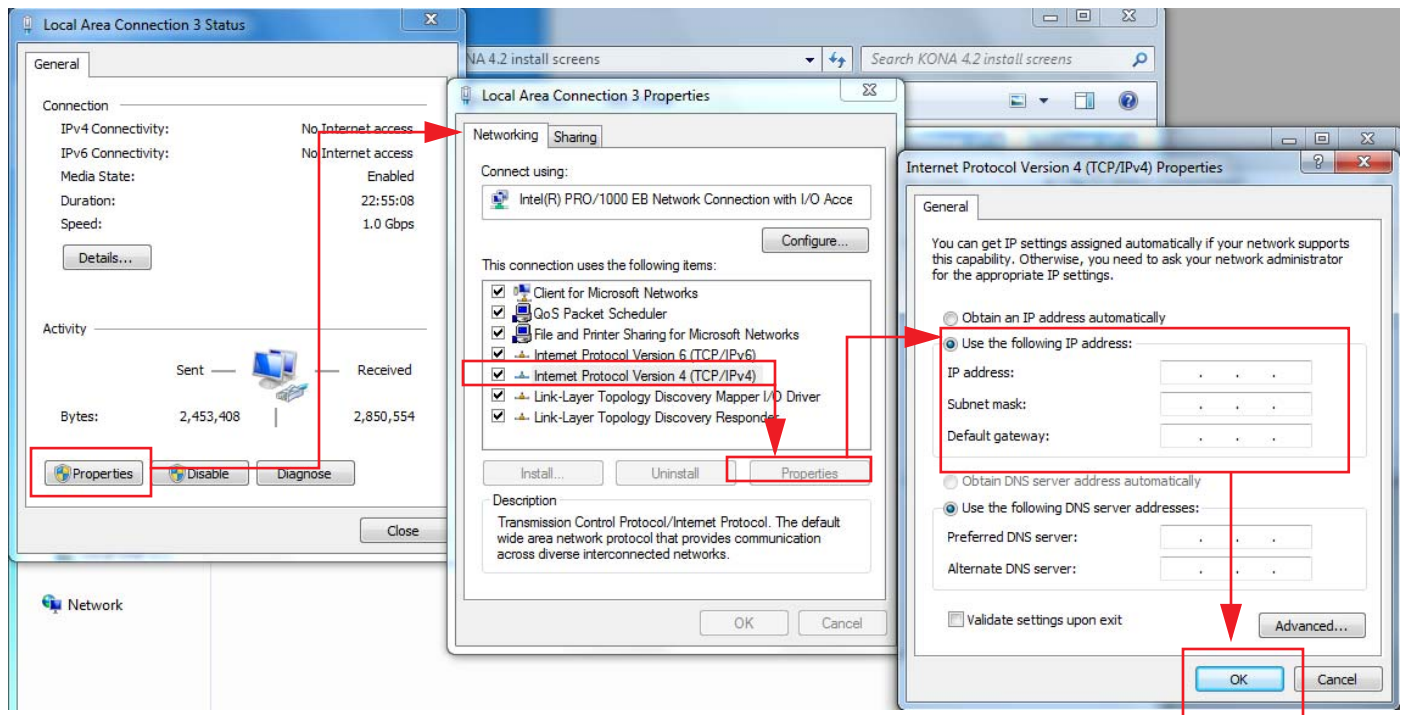 Local Area Connection 3 Status
General
Connection
IPv4 Connectivity: No Internet access
IPv6 Connectivity: No Internet access
Media State: Enabled
Duration: 22:55:08
Speed: 1.0 Gbps
Details...
Activity
Sent Received
Bytes: 2,453,408 2,850,554
Properties Disable Diagnose
Close
Network
NA 4.2 install screens
Search KONA 4.2 install screens
Local Area Connection 3 Properties
Networking Sharing
Connect using:
Intel(R) PRO/1000 EB Network Connection with I/O Acce
Configure...
This connection uses the following items:
Client for Microsoft Networks
QoS Packet Scheduler
File and Printer Sharing for Microsoft Networks
Internet Protocol Version 6 (TCP/IPv6)
Internet Protocol Version 4 (TCP/IPv4)
Link-Layer Topology Discovery Mapper I/O Driver
Link-Layer Topology Discovery Responder
Install... Uninstall Properties
Description
Transmission Control Protocol/Internet Protocol. The default
wide area network protocol that provides communication
across diverse interconnected networks.
OK Cancel
Internet Protocol Version 4 (TCP/IPv4) Properties
General
You can get IP settings assigned automatically if your network supports
this capability. Otherwise, you need to ask your network administrator
for the appropriate IP settings.
Obtain an IP address automatically
Use the following IP address:
IP address: . . .
Subnet mask: . . .
Default gateway: . . .
Obtain DNS server address automatically
Use the following DNS server addresses:
Preferred DNS server: . . .
Alternate DNS server: . . .
Validate settings upon exit
Advanced...
OK Cancel